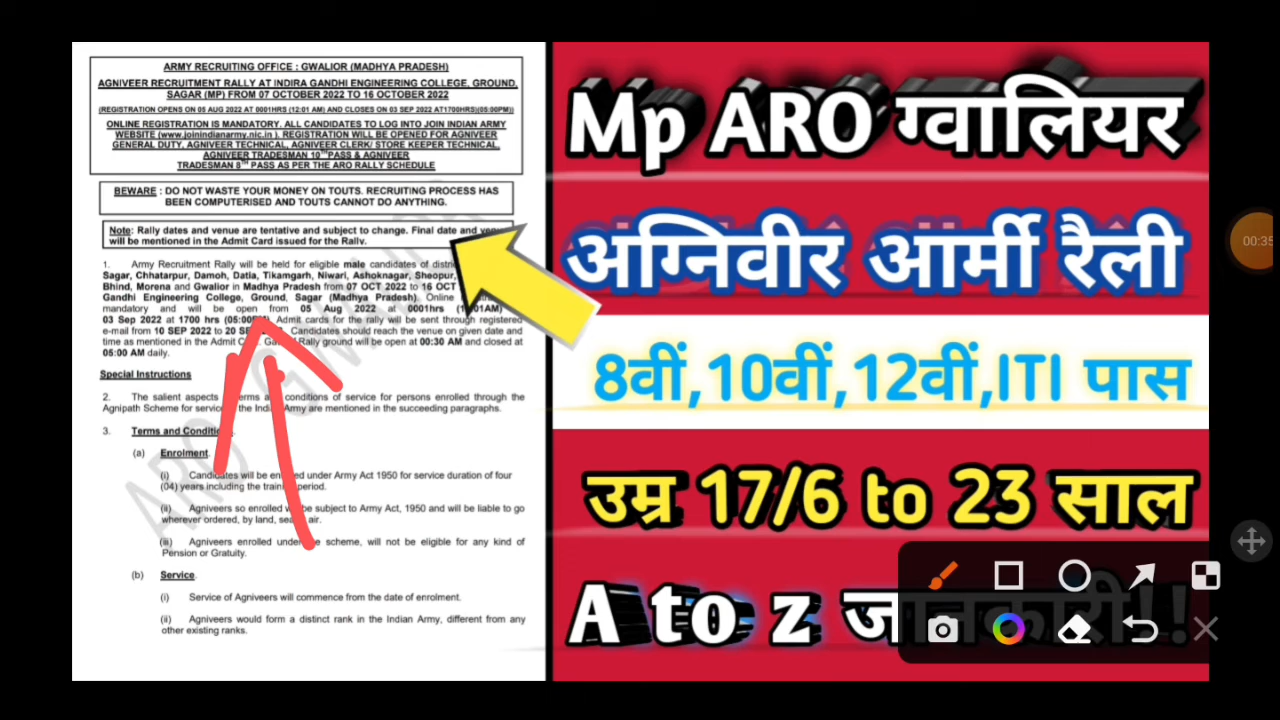 ARMY RECRUITING OFFICE : GWALIOR (MADHYA PRADESH)
AGNIVEER RECRUITMENT RALLY AT INDIRA GANDHI ENGINEERING COLLEGE, GROUND,
SAGAR (MP) FROM 07 OCTOBER 2022 TO 16 OCTOBER 2022
(REGISTRATION OPENS ON 05 AUG 2022 AT 0001HRS (12:01 AM) AND CLOSES ON 03 SEP 2022 AT1700HRS)(05:00PM))
ONLINE REGISTRATION IS MANDATORY. ALL CANDIDATES TO LOG INTO JOIN INDIAN ARMY
WEBSITE (www.joinindianarmy.nic.in ). REGISTRATION WILL BE OPENED FOR AGNIVEER
GENERAL DUTY, AGNIVEER TECHNICAL, AGNIVEER CLERK/ STORE KEEPER TECHNICAL,
AGNIVEER TRADESMAN 10TH PASS & AGNIVEER
TRADESMAN 8TH PASS AS PER THE ARO RALLY SCHEDULE
BEWARE : DO NOT WASTE YOUR MONEY ON TOUTS. RECRUITING PROCESS HAS
BEEN COMPUTERISED AND TOUTS CANNOT DO ANYTHING.
Note: Rally dates and venue are tentative and subject to change. Final date and
will be mentioned in the Admit Card issued for the Rally.
1. Army Recruitment Rally will be held for eligible male candidates of
Sagar, Chhatarpur, Damoh, Datia, Tikamgarh, Niwari, Ashoknagar, Sheopur,
Bhind, Morena and Gwalior in Madhya Pradesh from 07 OCT 2022 to 16 OCT
Gandhi Engineering College, Ground, Sagar (Madhya Pradesh). Online
mandatory and will be open from 05 Aug 2022 at 0001hrs
03 Sep 2022 at 1700 hrs Admit cards for the rally will be sent through registered
e-mail from 10 SEP 2022 to 20 Candidates should reach the venue on given date and
time as mentioned in the Admit Rally ground will be open at 00:30 AM and closed at
05:00 AM daily.
Special Instructions
2. The salient aspects terms conditions of service for persons enrolled through the
Agnipath Scheme for the Army are mentioned in the succeeding paragraphs.
3. Terms and
(a) Enrolment.
(i) Candidates will be under Army Act 1950 for service duration of four
(04) years including the period.
(ii) Agniveers so enrolled be subject to Army Act, 1950 and will be liable to go
wherever ordered, by land, air.
(iii) Agniveers enrolled scheme, will not be eligible for any kind of
Pension or Gratuity.
(b) Service.
(i) Service of Agniveers will commence from the date of enrolment.
(ii) Agniveers would form a distinct rank in the Indian Army, different from any
other existing ranks.
ARO GWALIOR
Mp ARO ग्वालियर
अग्निवीर आर्मी रैली
8वीं,10वीं,12वीं,ITI पास
उम्र 17/6 to 23 साल
A to z जानकारी!!
00:35